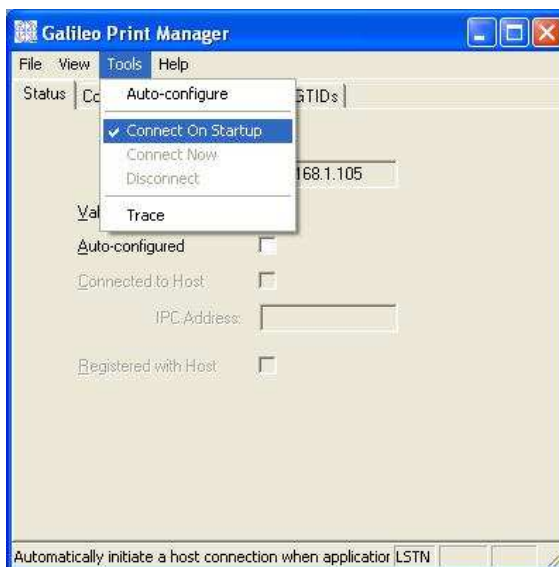 Galileo Print Manager
File View Tools Help
Status Co GTIDs
Auto-configure
Connect On Startup
Connect Now
Disconnect
Trace
168.1.105
Val
Auto-configured
Connected to Host
IPC Address:
Registered with Host
Automatically initiate a host connection when application LSTN